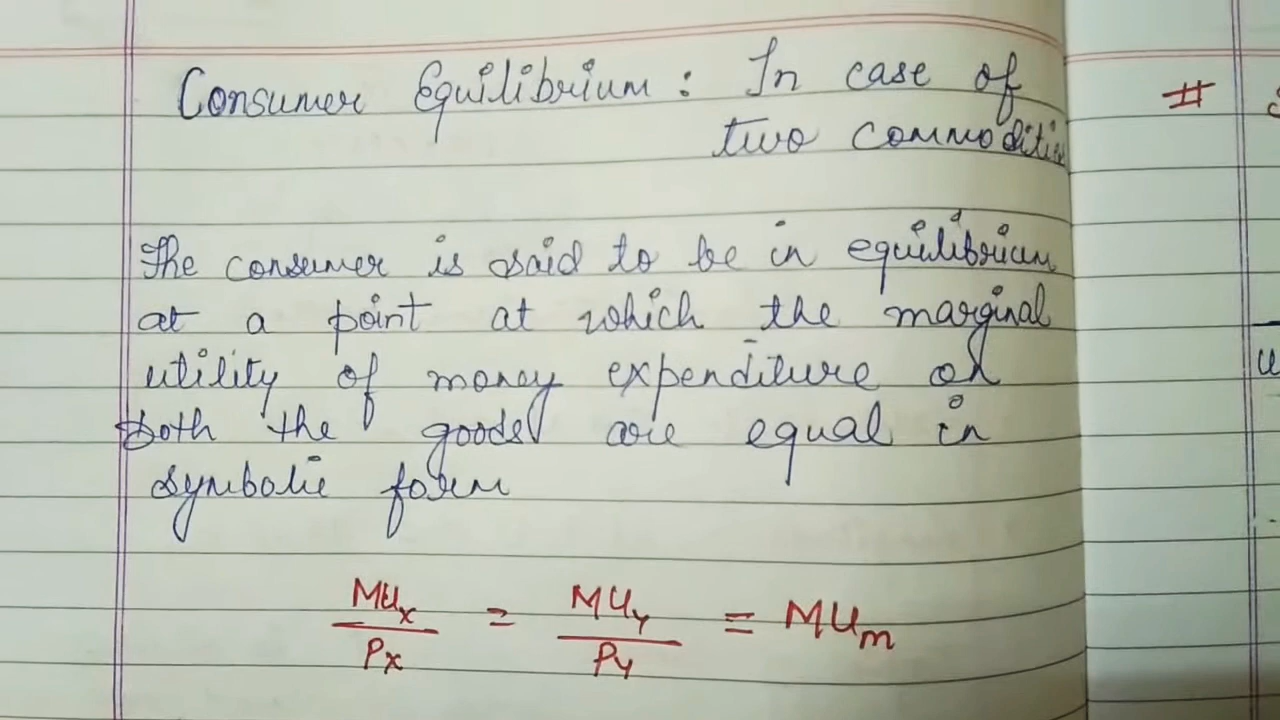 Consumer Equilibrium : In case of
two commodities
The consumer is said to be in equilibrium
at a point at which the marginal
utility of money expenditure on
both the goods are equal in
symbolic form
MUx / Px = MUy / Py = MUm
#